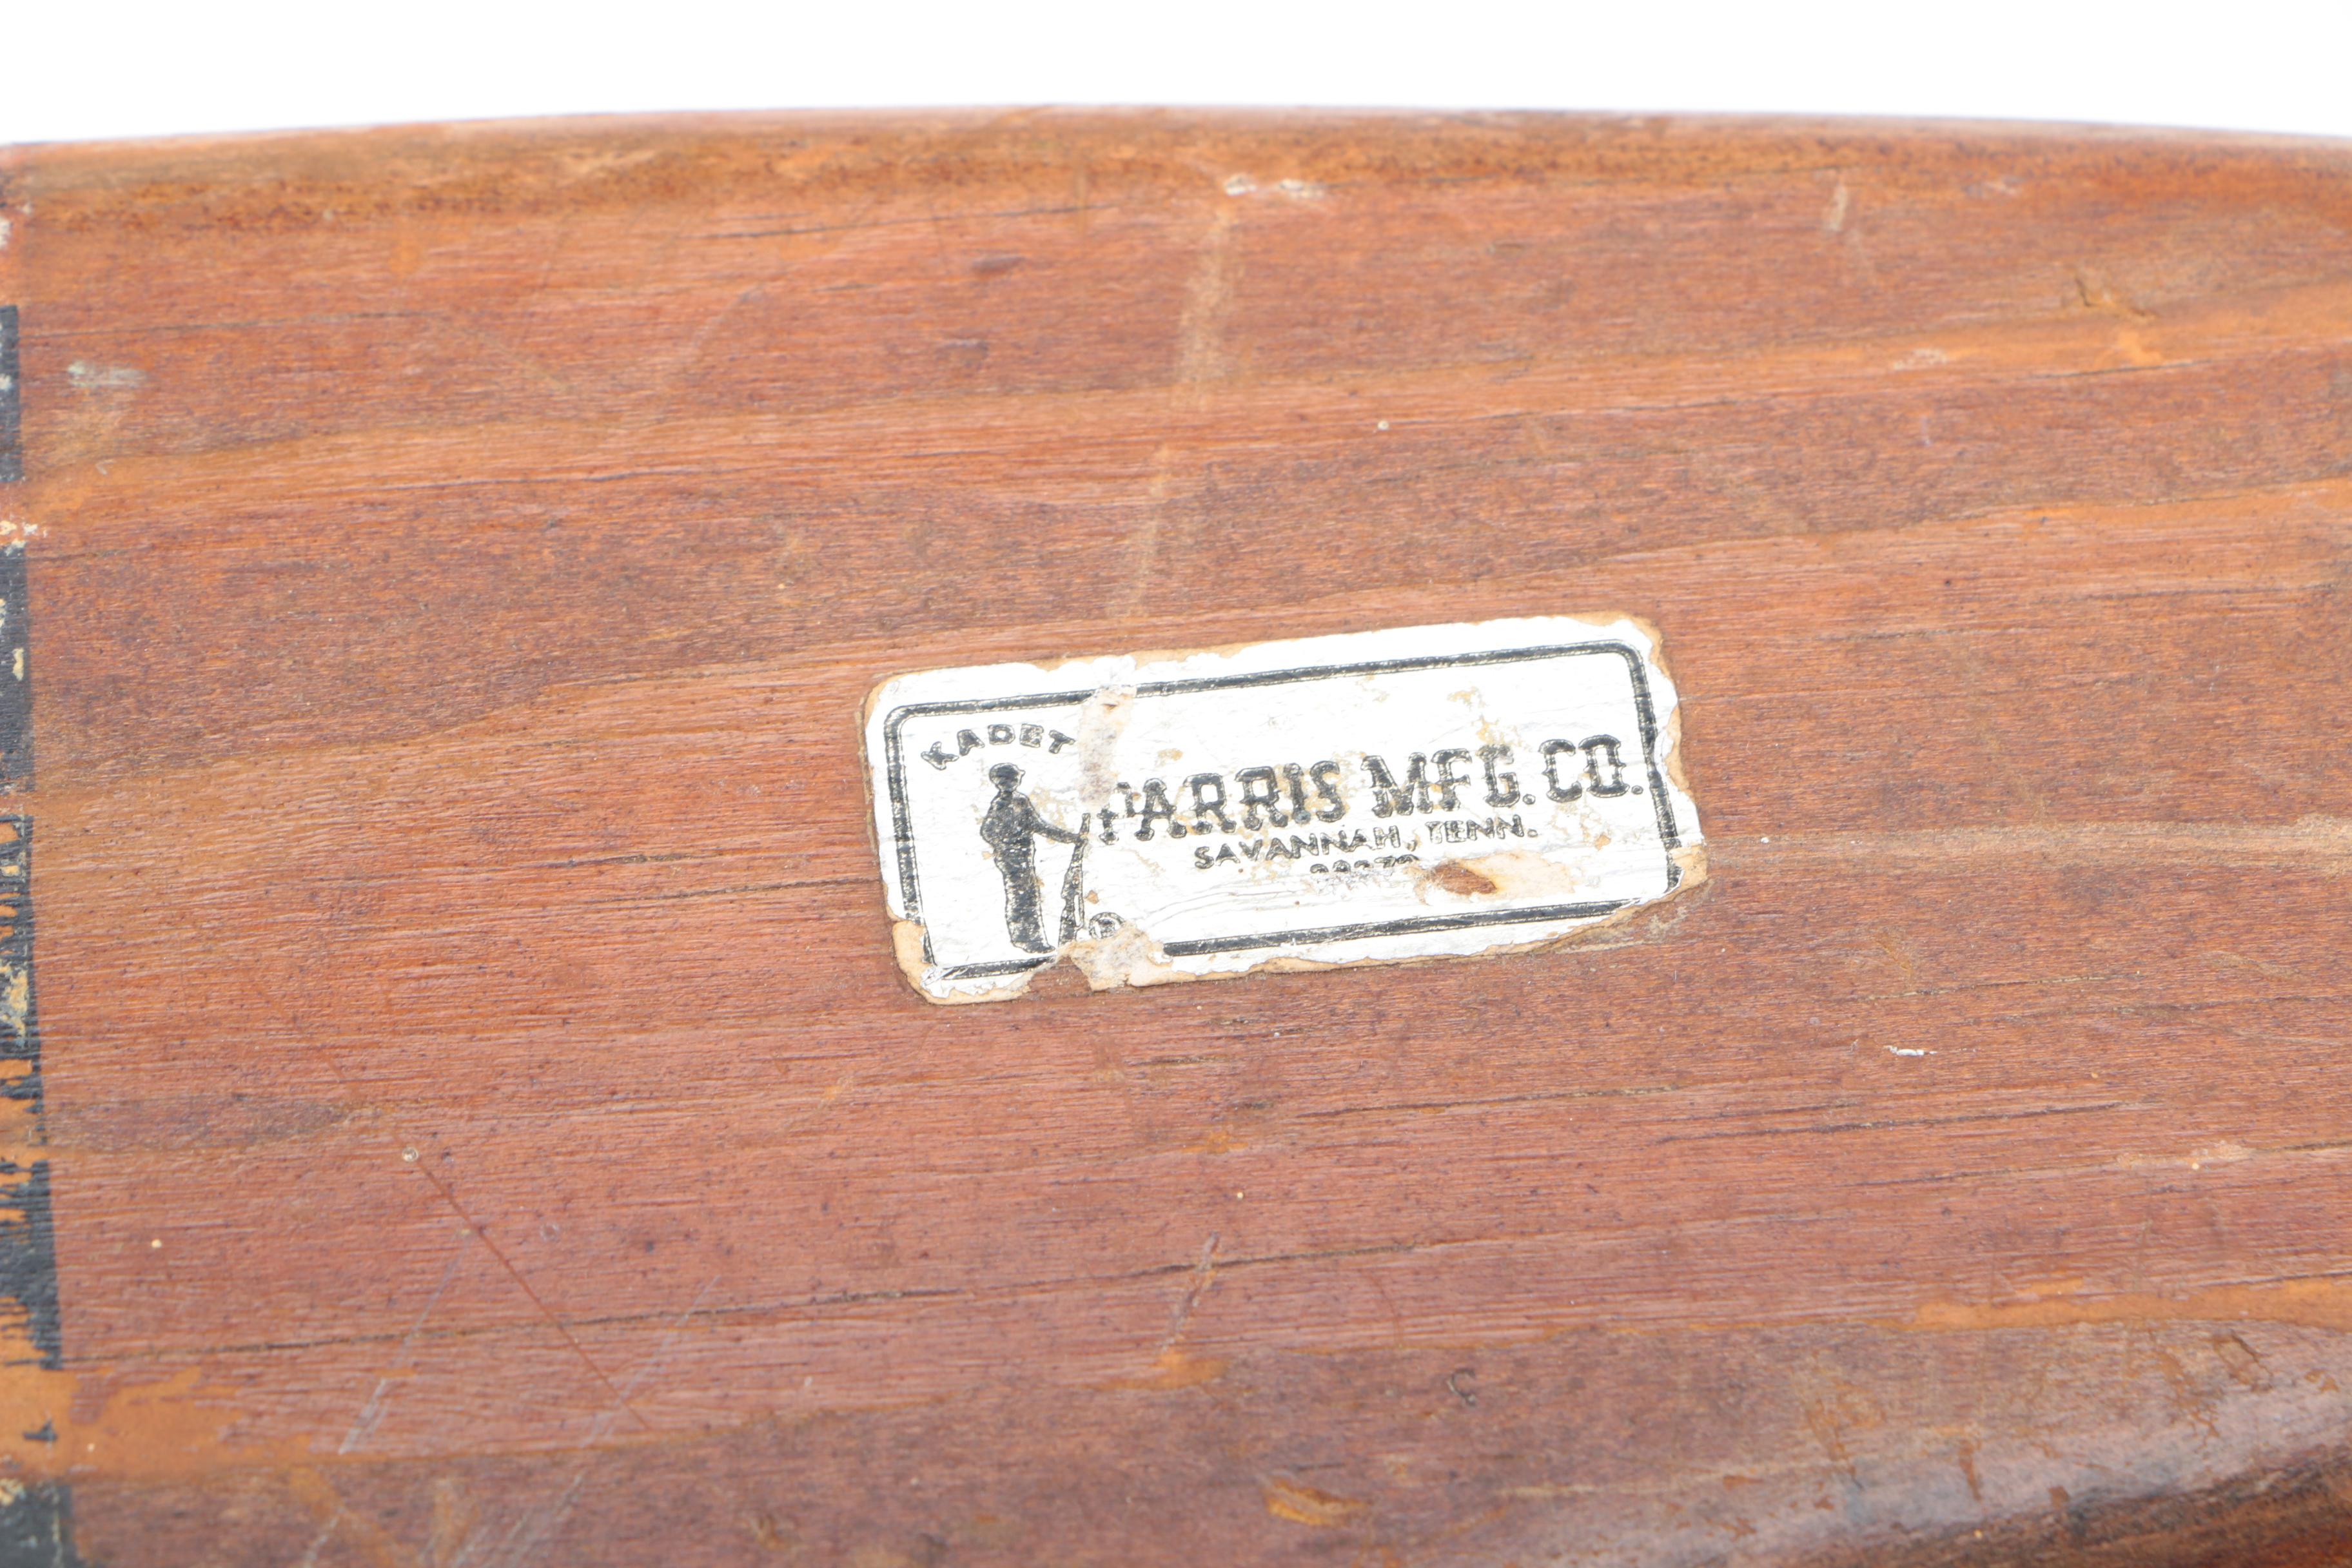 KADET
PARRIS MFG. CO.
SAVANNAH, TENN.
®